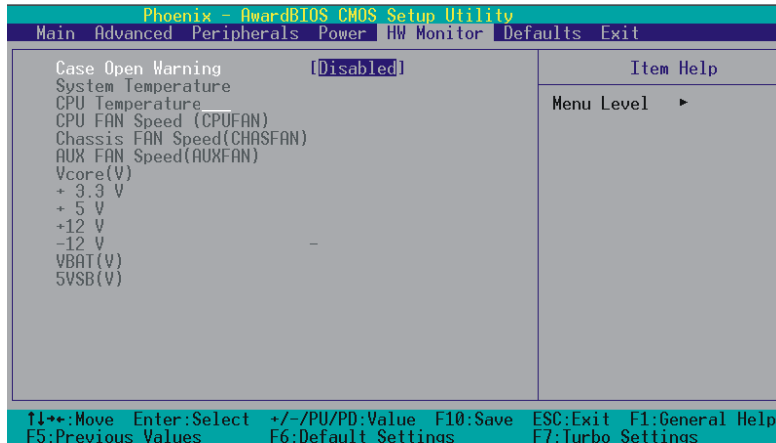 Phoenix - AwardBIOS CMOS Setup Utility
Main Advanced Peripherals Power HW Monitor Defaults Exit
Case Open Warning [Disabled]
System Temperature
CPU Temperature
CPU FAN Speed (CPUFAN)
Chassis FAN Speed(CHASFAN)
AUX FAN Speed(AUXFAN)
Vcore(V)
+ 3.3 V
+ 5 V
+12 V
-12 V -
VBAT(V)
5VSB(V)
Item Help
Menu Level ►
↑↓→←:Move Enter:Select +/-/PU/PD:Value F10:Save ESC:Exit F1:General Help
F5:Previous Values F6:Default Settings F7:Turbo Settings